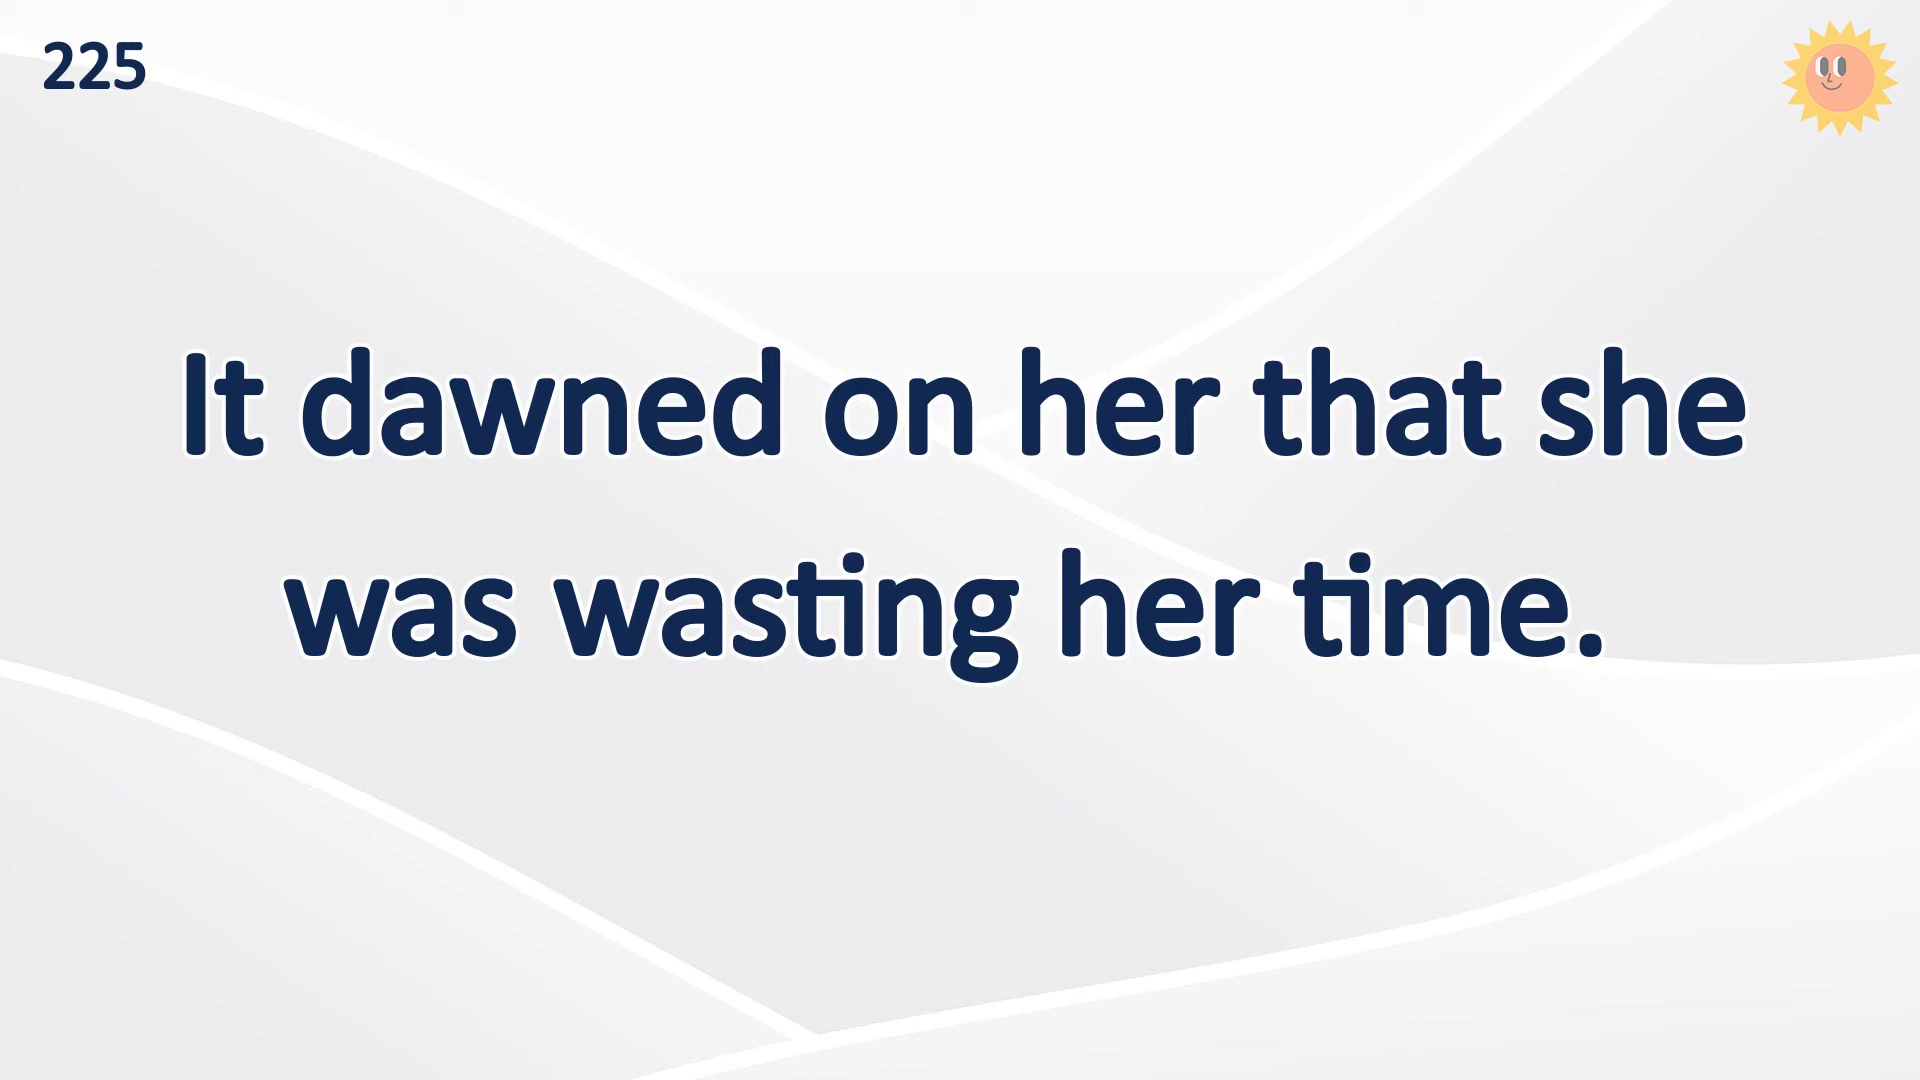 225
It dawned on her that she
was wasting her time.